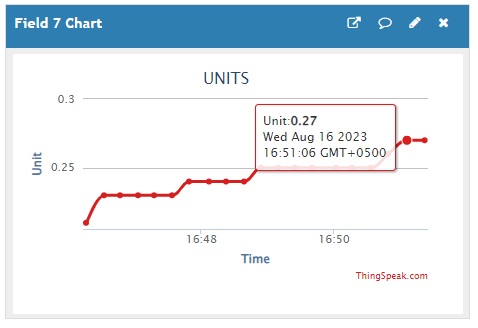 Field 7 Chart
UNITS
0.3
Unit:0.27
Wed Aug 16 2023
16:51:06 GMT+0500
Unit
0.25
16:48
16:50
Time
ThingSpeak.com